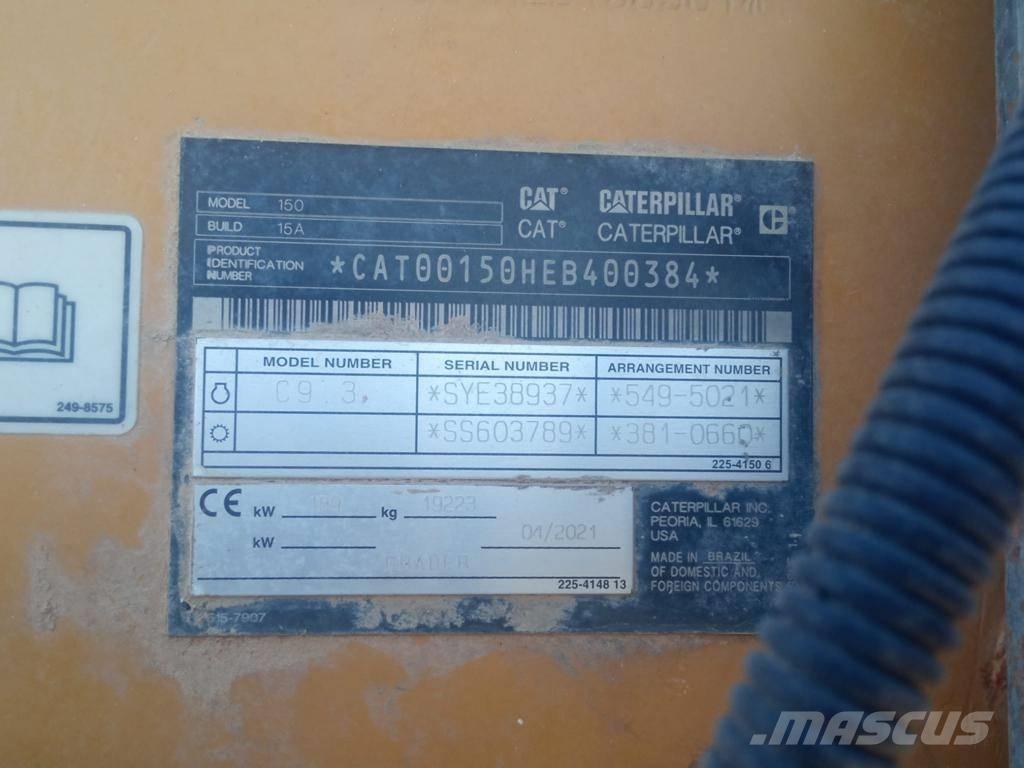 MODEL 150
BUILD 15A
CAT® CATERPILLAR®
CAT® CATERPILLAR®
PRODUCT
IDENTIFICATION
NUMBER
*CAT00150HEB400384*
MODEL NUMBER SERIAL NUMBER ARRANGEMENT NUMBER
C9.3 *SYE38937* *549-5021*
*SS603789* *381-0660*
225-4150 6
249-8575
CE kW 189 kg 19223
kW 04/2021
GRADER
225-4148 13
CATERPILLAR INC.
PEORIA, IL 61629
USA
MADE IN BRAZIL
OF DOMESTIC AND
FOREIGN COMPONENTS
515-7907
MASCUS